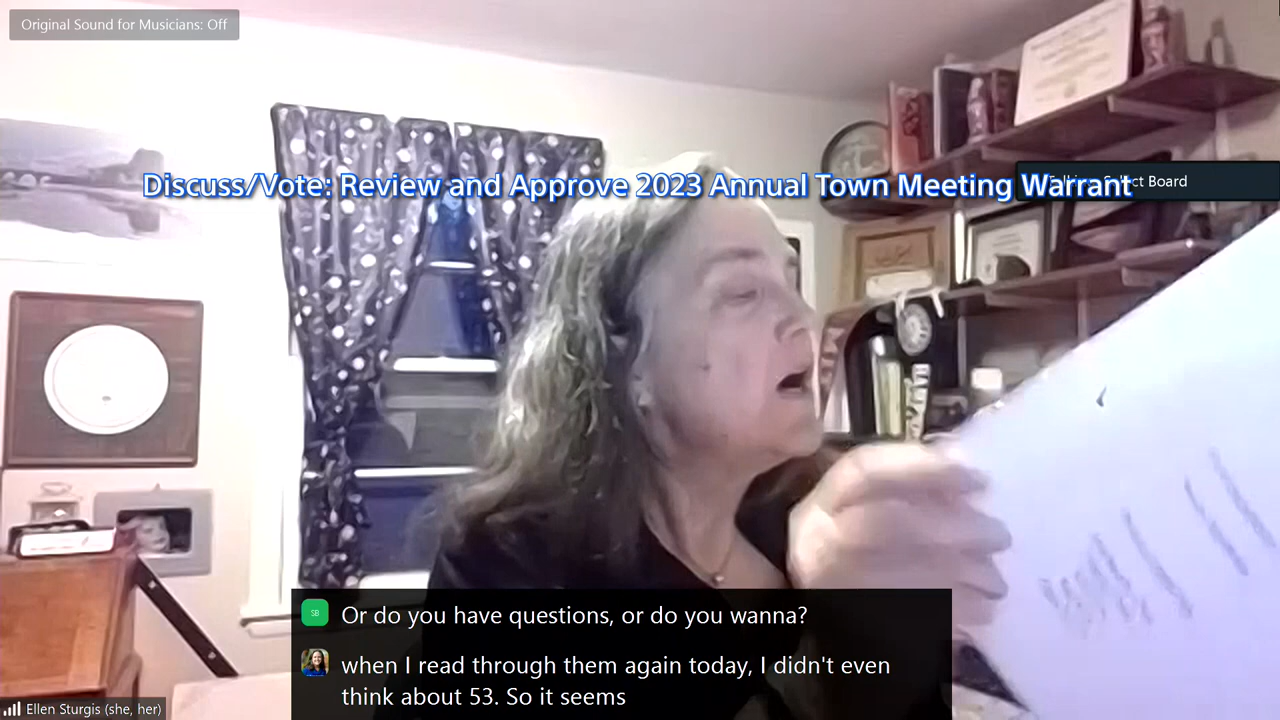 Original Sound for Musicians: Off
Discuss/Vote: Review and Approve 2023 Annual Town Meeting Warrant
Select Board
SB
Or do you have questions, or do you wanna?
when I read through them again today, I didn't even
think about 53. So it seems
Ellen Sturgis (she, her)